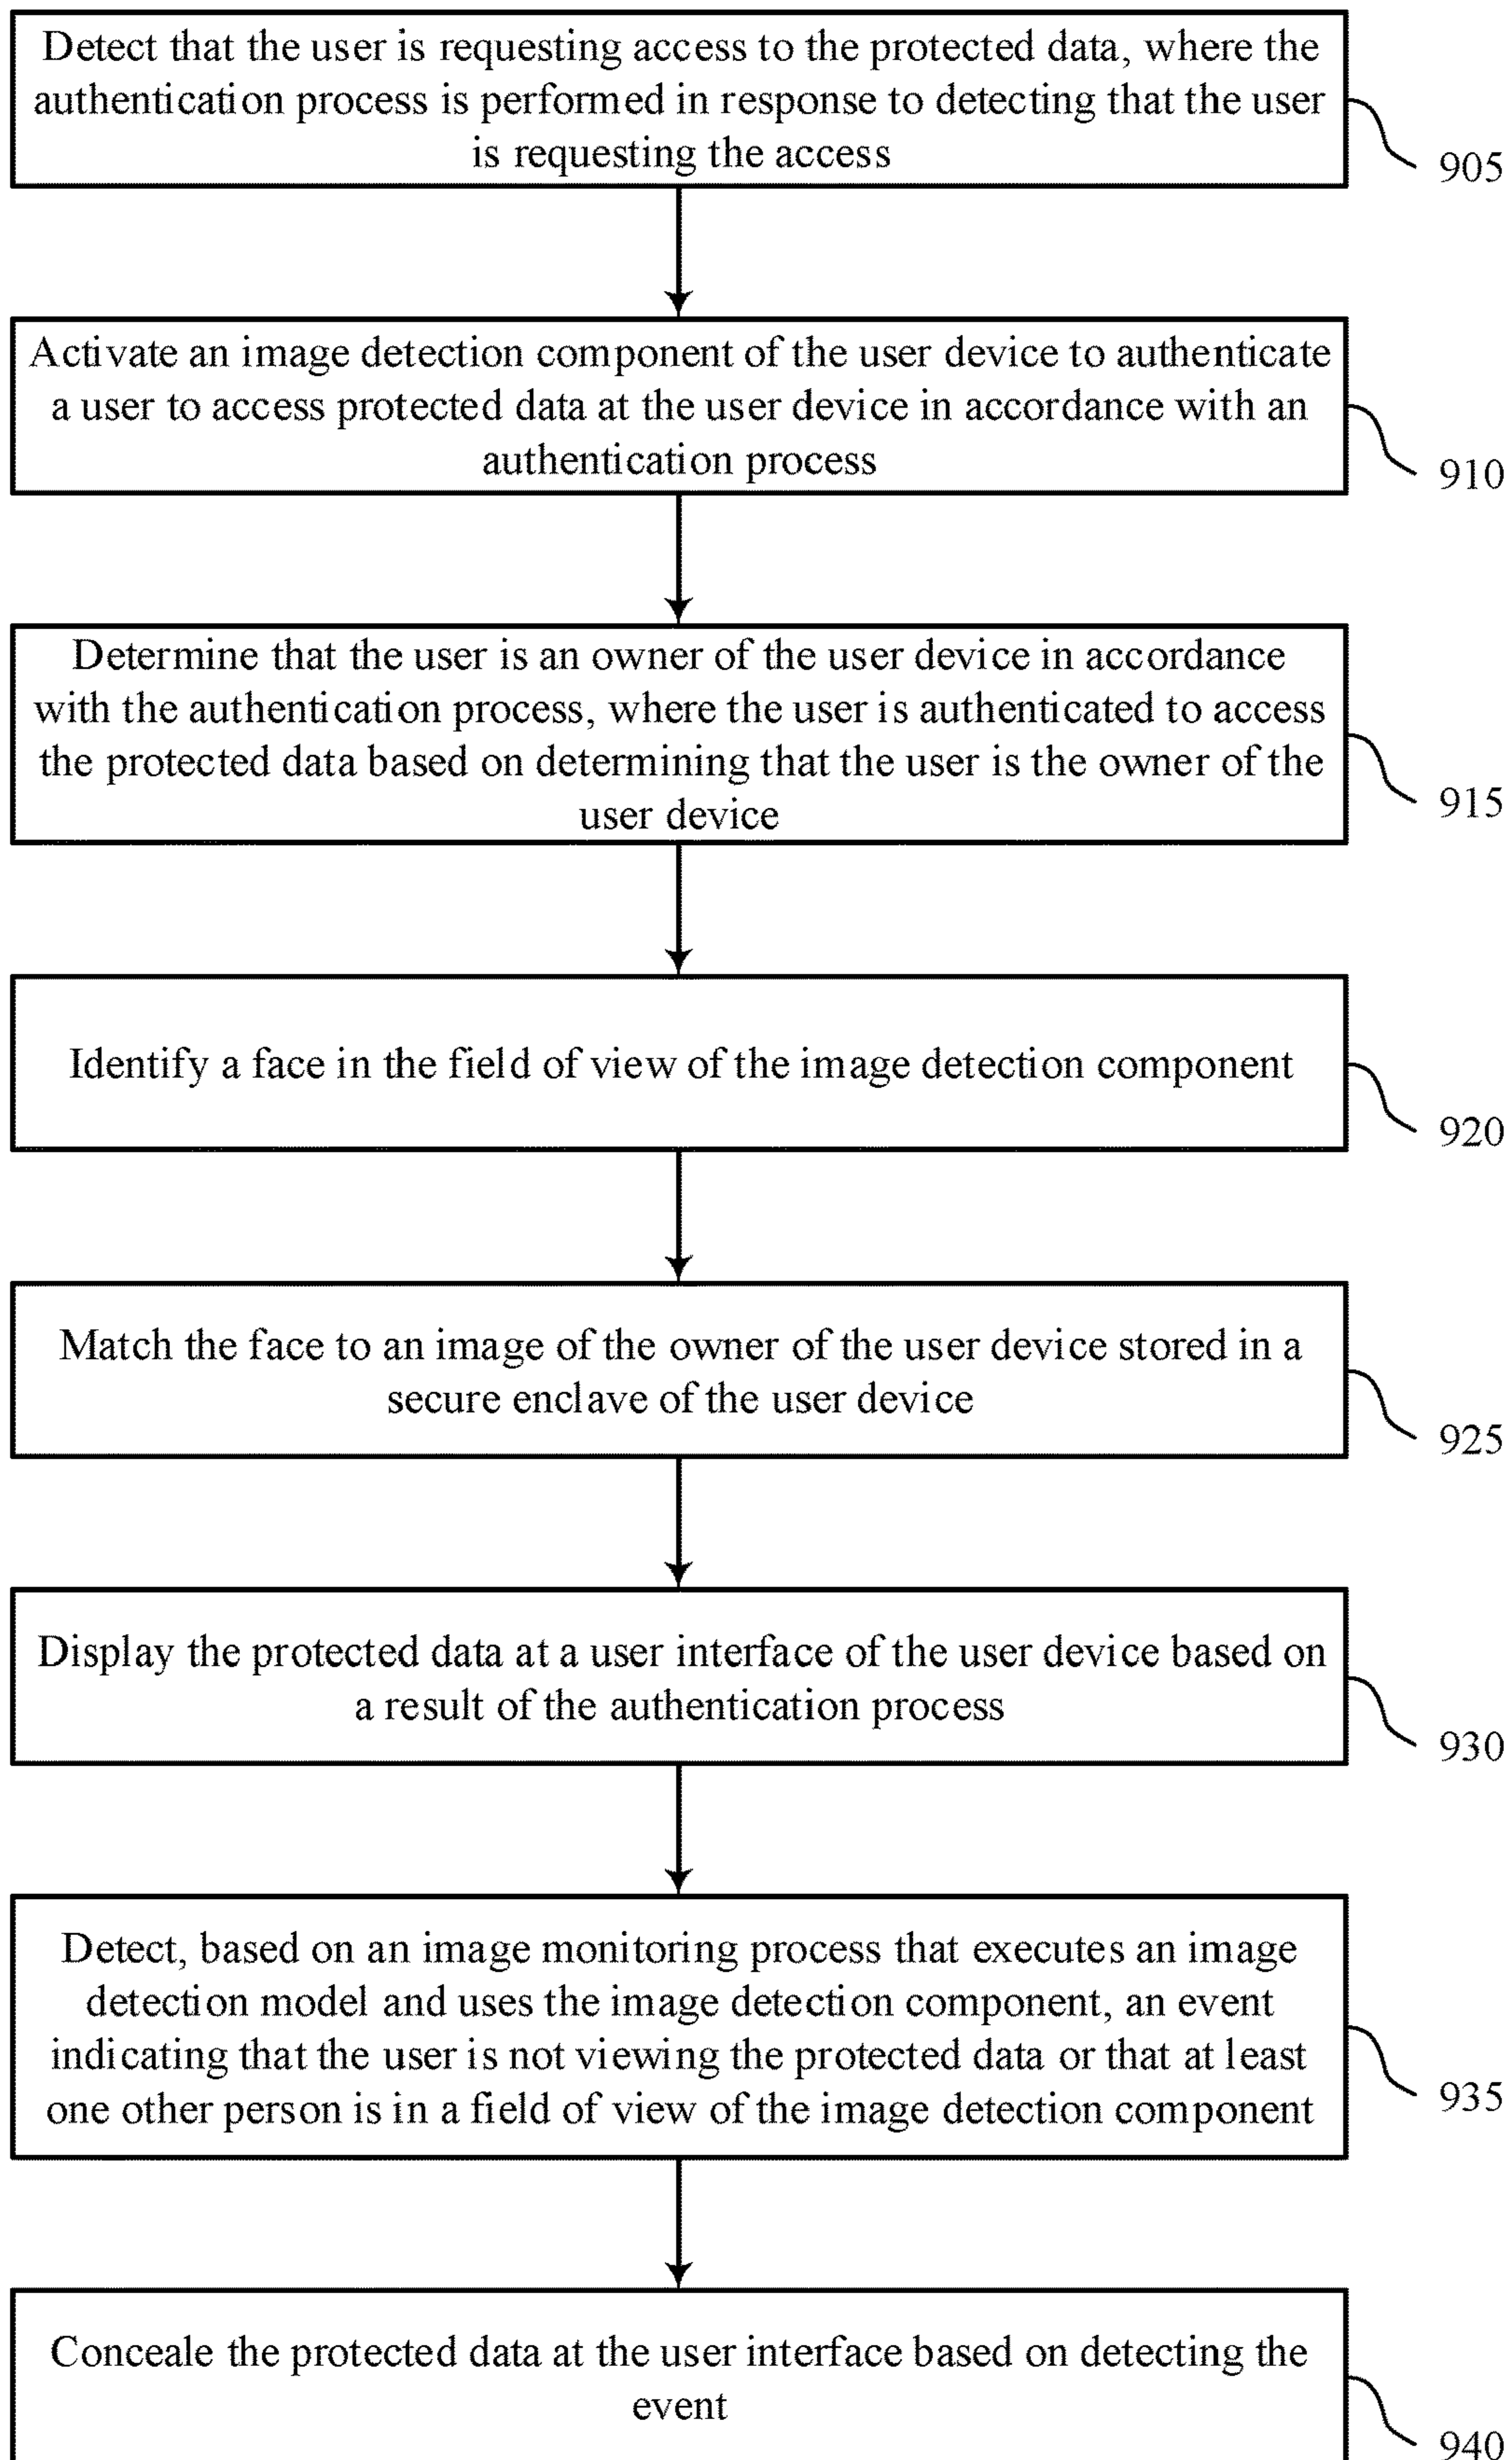 Detect that the user is requesting access to the protected data, where the
authentication process is performed in response to detecting that the user
is requesting the access
905
Activate an image detection component of the user device to authenticate
a user to access protected data at the user device in accordance with an
authentication process
910
Determine that the user is an owner of the user device in accordance
with the authentication process, where the user is authenticated to access
the protected data based on determining that the user is the owner of the
user device
915
Identify a face in the field of view of the image detection component
920
Match the face to an image of the owner of the user device stored in a
secure enclave of the user device
925
Display the protected data at a user interface of the user device based on
a result of the authentication process
930
Detect, based on an image monitoring process that executes an image
detection model and uses the image detection component, an event
indicating that the user is not viewing the protected data or that at least
one other person is in a field of view of the image detection component
935
Conceale the protected data at the user interface based on detecting the
event
940